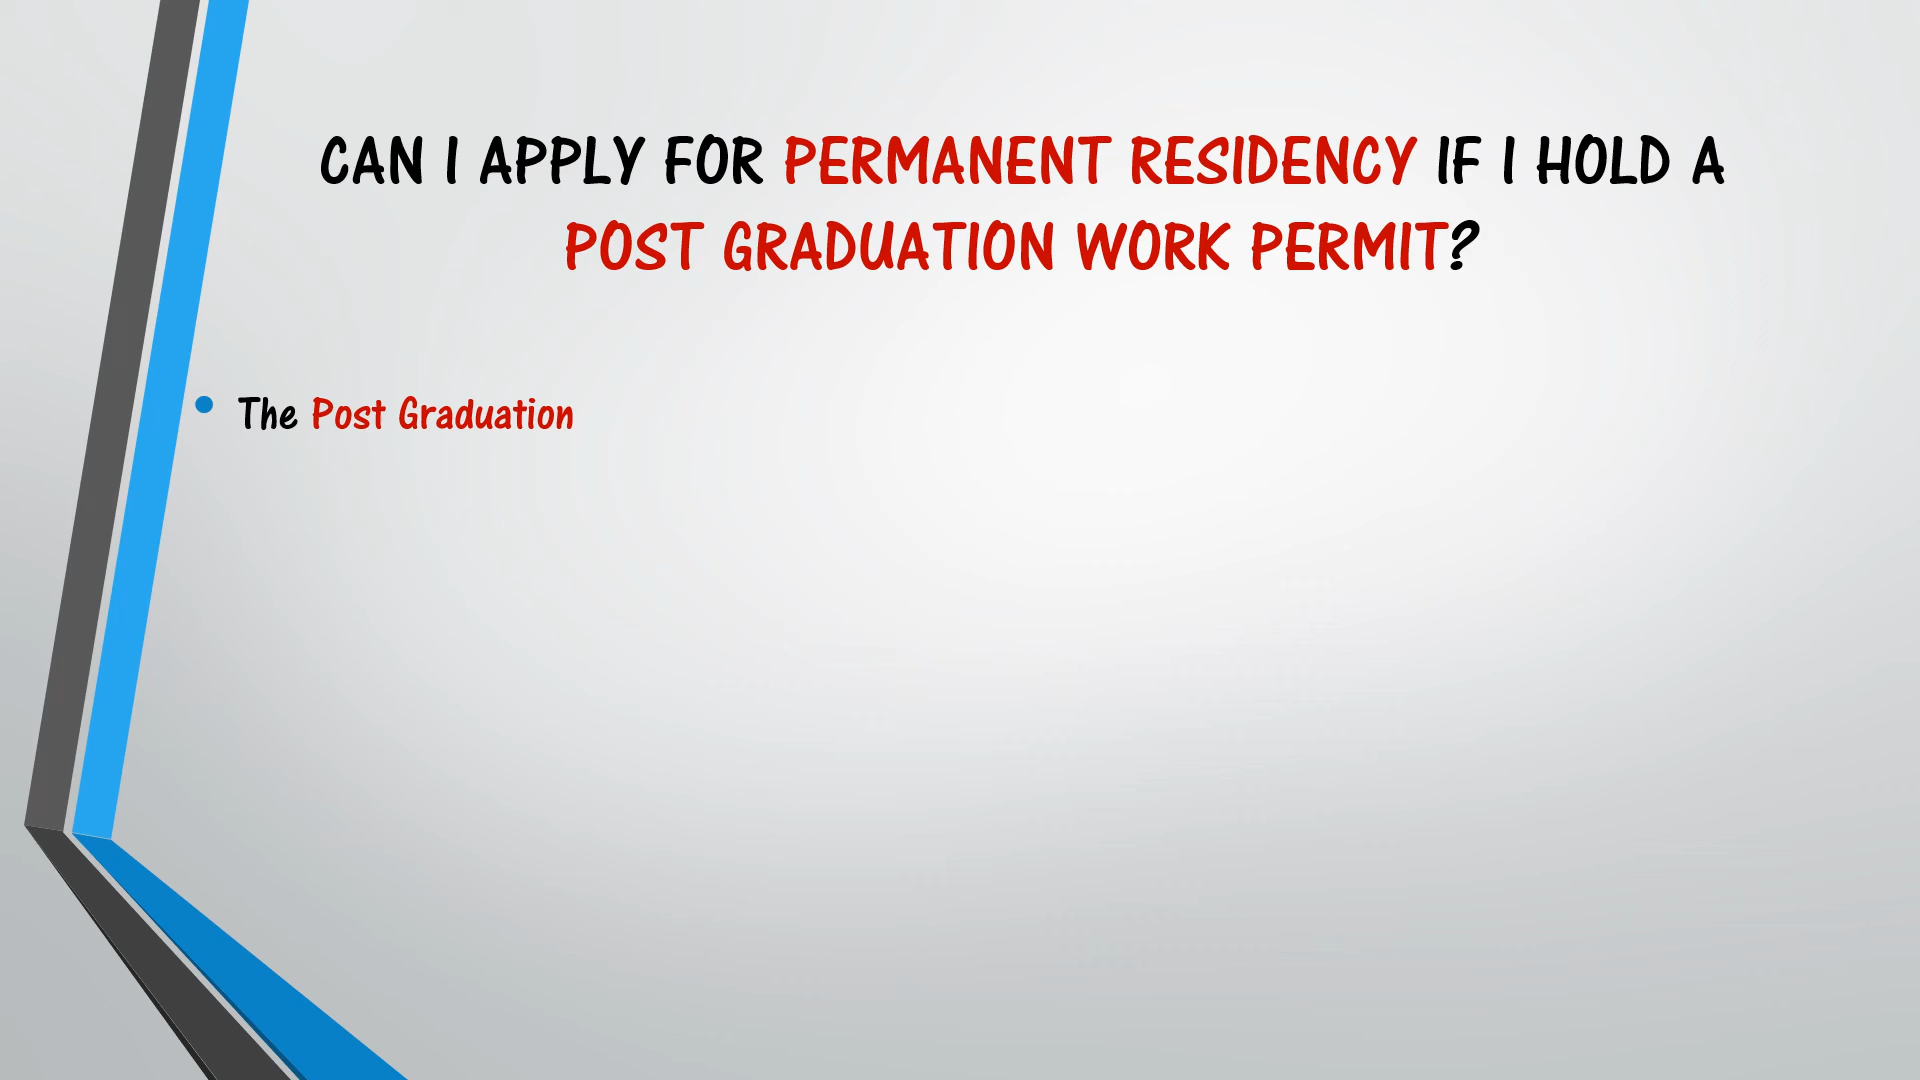 CAN I APPLY FOR PERMANENT RESIDENCY IF I HOLD A
POST GRADUATION WORK PERMIT?
• The Post Graduation